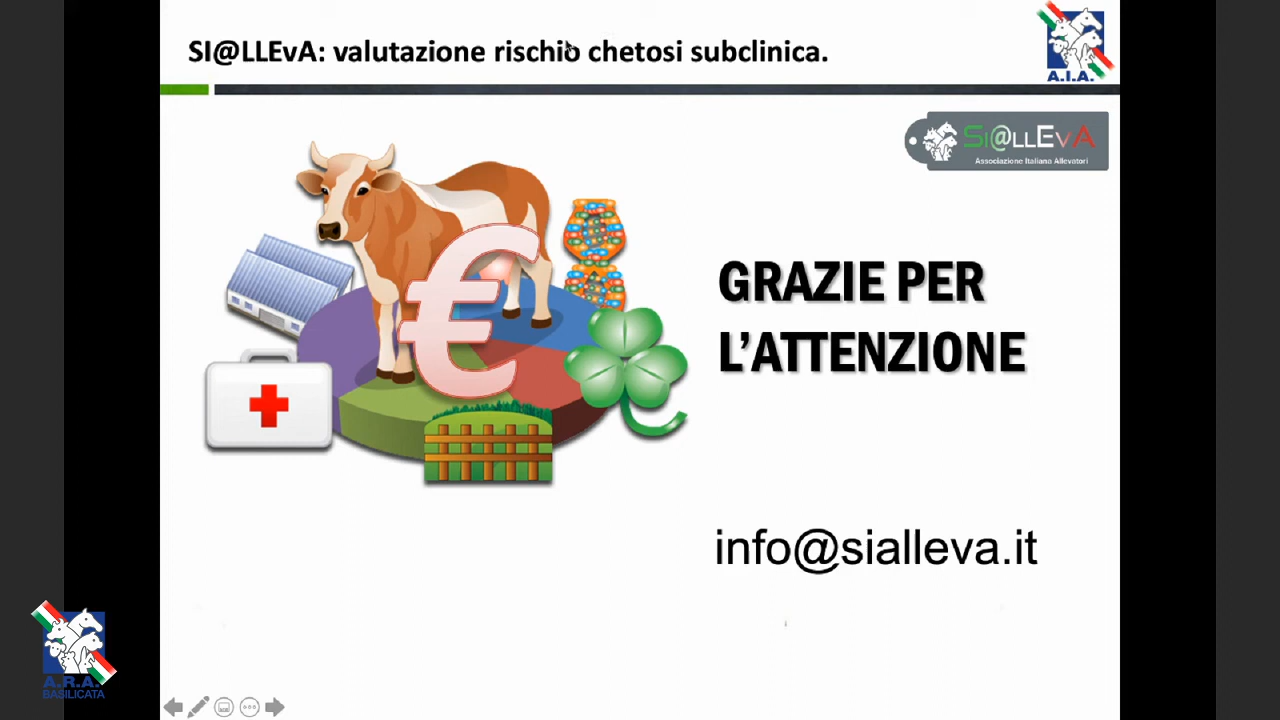 SI@LLEvA: valutazione rischio chetosi subclinica.
A.I.A.
Si@LLEvA
Associazione Italiana Allevatori
€
GRAZIE PER
L’ATTENZIONE
info@sialleva.it
A.R.A.
BASILICATA